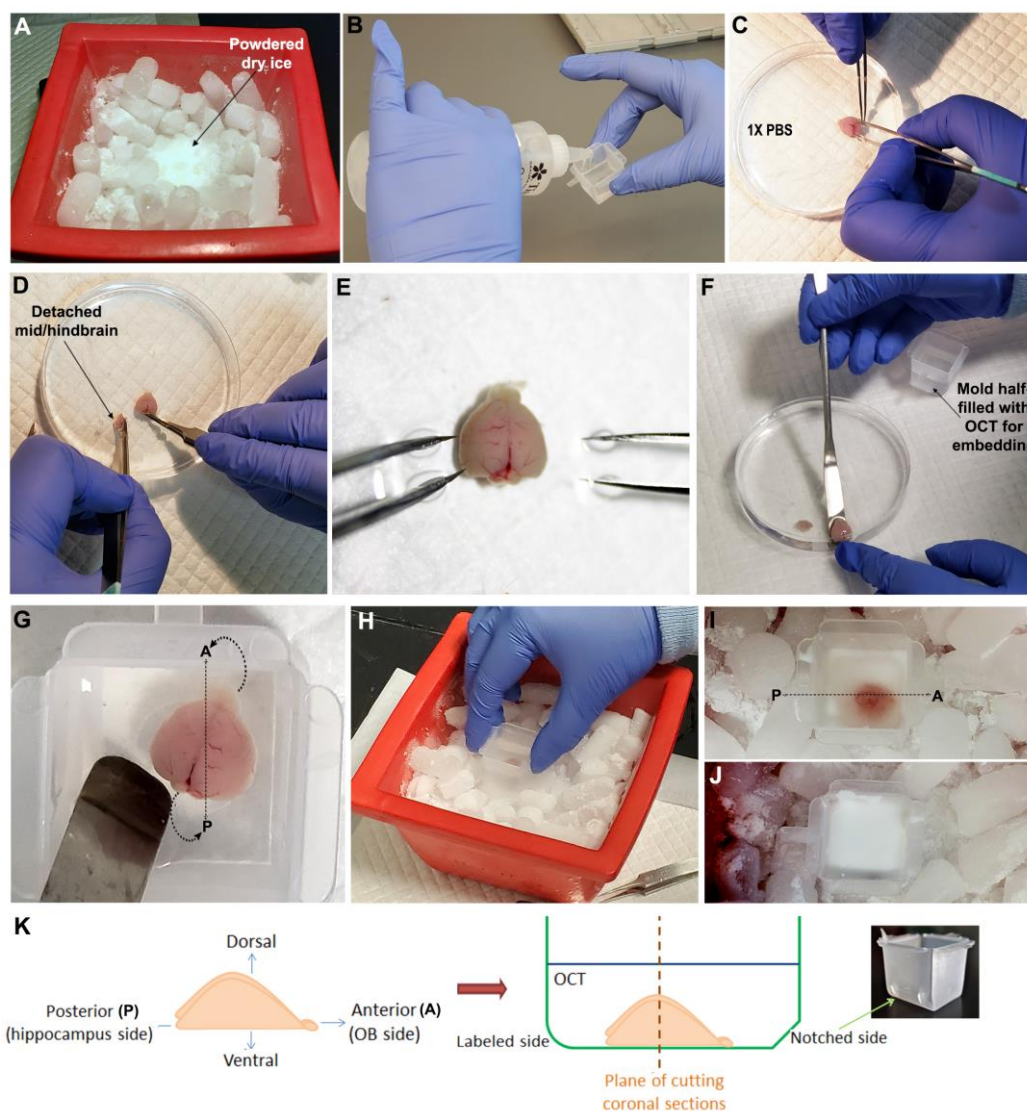 A
Powdered
dry ice
B
C
1X PBS
D
Detached
mid/hindbrain
E
F
Mold half-
filled with
OCT for
embedding
G
A
P
H
I
P
A
J
K
Dorsal
Posterior (P)
(hippocampus side)
Anterior (A)
(OB side)
Ventral
OCT
Labeled side
Notched side
Plane of cutting
coronal sections